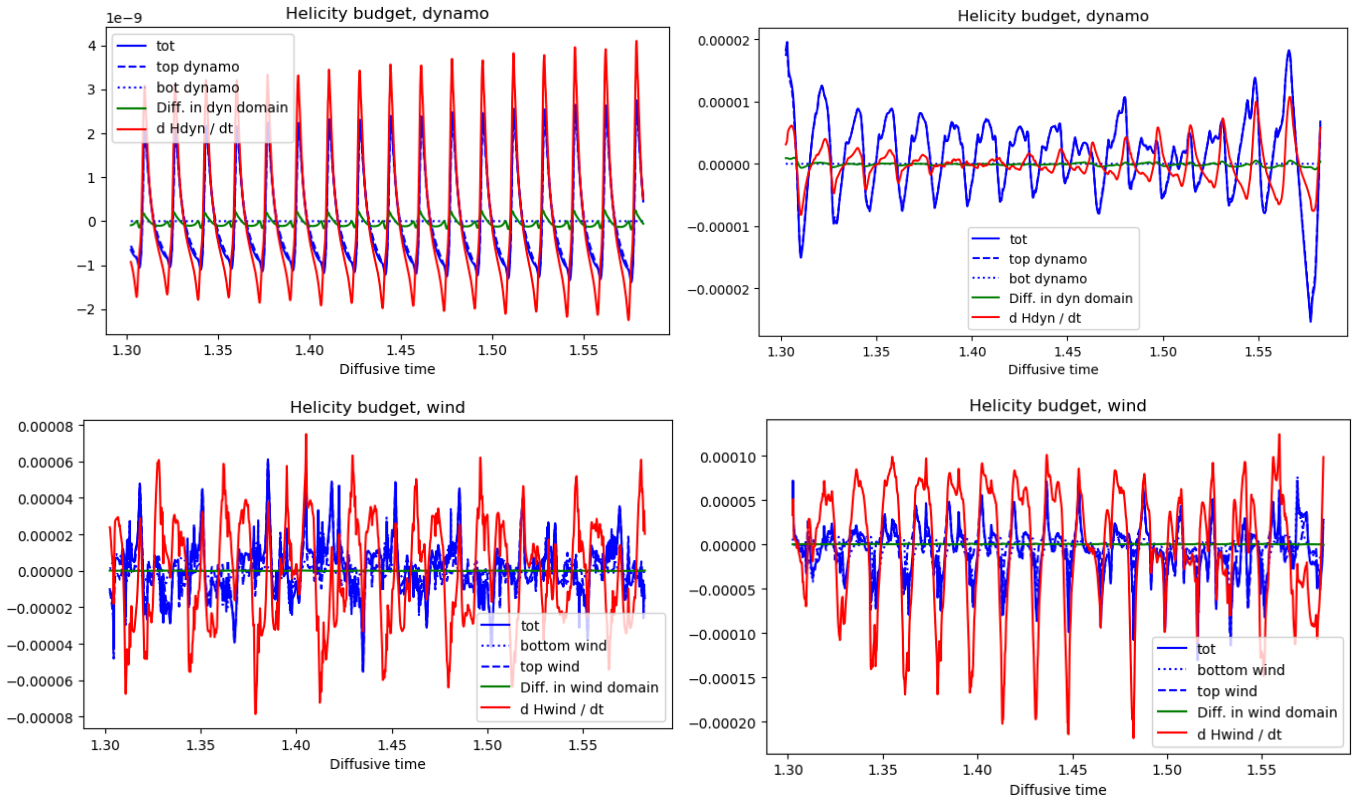 Helicity budget, dynamo
1e−9
4
3
2
1
0
−1
−2
tot
top dynamo
bot dynamo
Diff. in dyn domain
d Hdyn / dt
1.30 1.35 1.40 1.45 1.50 1.55
Diffusive time
Helicity budget, dynamo
0.00002
0.00001
0.00000
−0.00001
−0.00002
tot
top dynamo
bot dynamo
Diff. in dyn domain
d Hdyn / dt
1.30 1.35 1.40 1.45 1.50 1.55
Diffusive time
Helicity budget, wind
0.00008
0.00006
0.00004
0.00002
0.00000
−0.00002
−0.00004
−0.00006
−0.00008
tot
bottom wind
top wind
Diff. in wind domain
d Hwind / dt
1.30 1.35 1.40 1.45 1.50 1.55
Diffusive time
Helicity budget, wind
0.00010
0.00005
0.00000
−0.00005
−0.00010
−0.00015
−0.00020
tot
bottom wind
top wind
Diff. in wind domain
d Hwind / dt
1.30 1.35 1.40 1.45 1.50 1.55
Diffusive time